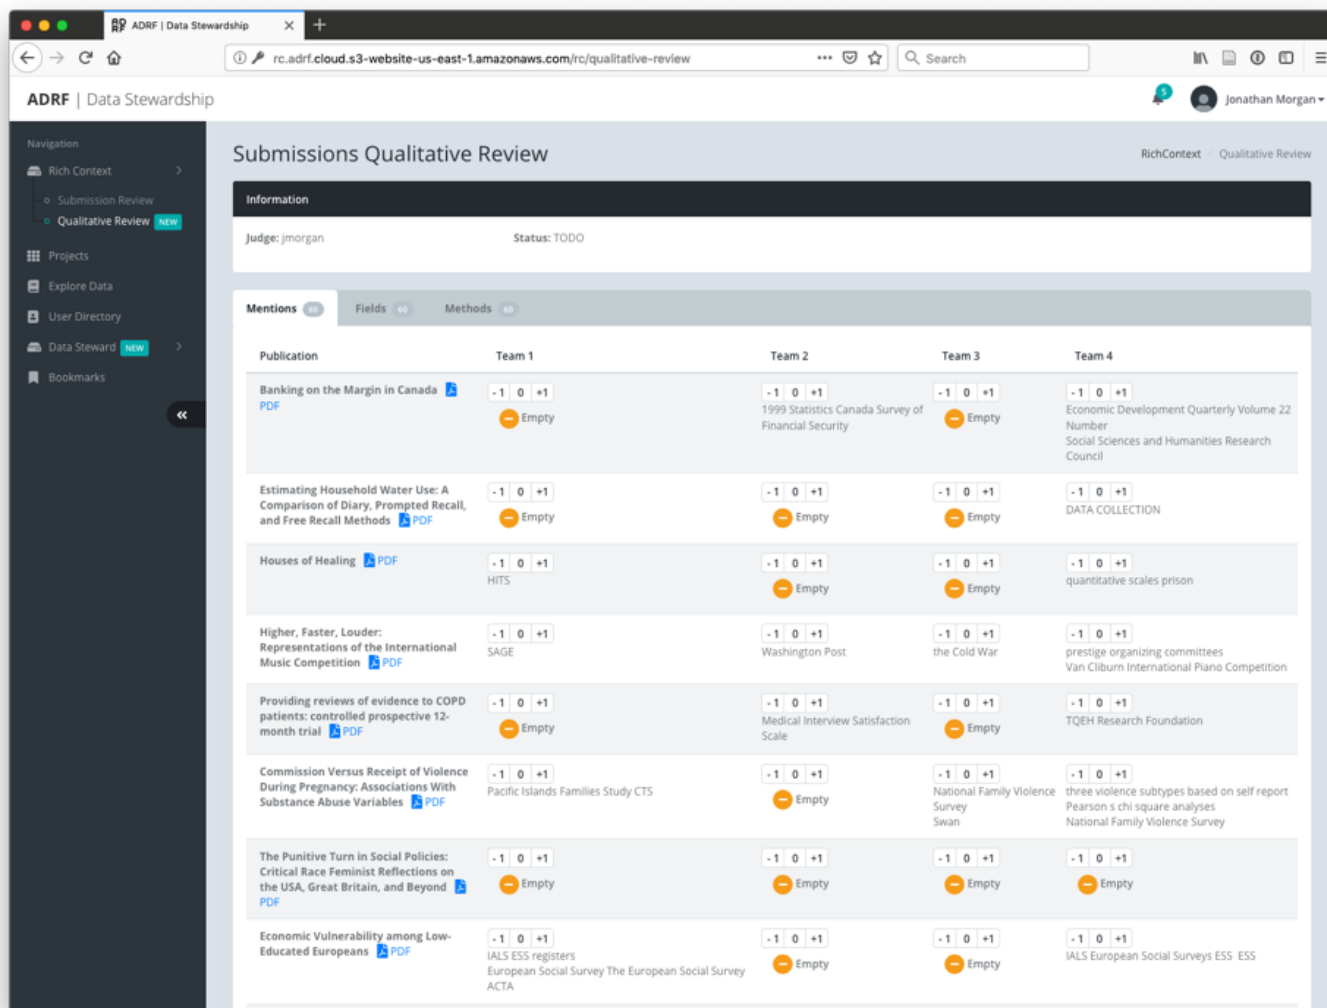 ADRF | Data Stewardship
rc.adrf.cloud.s3-website-us-east-1.amazonaws.com/rc/qualitative-review
Search
ADRF | Data Stewardship
5
Jonathan Morgan
Navigation
Rich Context
Submission Review
Qualitative Review NEW
Projects
Explore Data
User Directory
Data Steward NEW
Bookmarks
Submissions Qualitative Review
RichContext / Qualitative Review
Information
Judge: jmorgan Status: TODO
Mentions 60 Fields 60 Methods 60
Publication Team 1 Team 2 Team 3 Team 4
Banking on the Margin in Canada
PDF
-1 0 +1
Empty
-1 0 +1
1999 Statistics Canada Survey of
Financial Security
-1 0 +1
Empty
-1 0 +1
Economic Development Quarterly Volume 22
Number
Social Sciences and Humanities Research
Council
Estimating Household Water Use: A
Comparison of Diary, Prompted Recall,
and Free Recall Methods PDF
-1 0 +1
Empty
-1 0 +1
Empty
-1 0 +1
Empty
-1 0 +1
DATA COLLECTION
Houses of Healing PDF
-1 0 +1
HITS
-1 0 +1
Empty
-1 0 +1
Empty
-1 0 +1
quantitative scales prison
Higher, Faster, Louder:
Representations of the International
Music Competition PDF
-1 0 +1
SAGE
-1 0 +1
Washington Post
-1 0 +1
the Cold War
-1 0 +1
prestige organizing committees
Van Cliburn International Piano Competition
Providing reviews of evidence to COPD
patients: controlled prospective 12-
month trial PDF
-1 0 +1
Empty
-1 0 +1
Medical Interview Satisfaction
Scale
-1 0 +1
Empty
-1 0 +1
TQEH Research Foundation
Commission Versus Receipt of Violence
During Pregnancy: Associations With
Substance Abuse Variables PDF
-1 0 +1
Pacific Islands Families Study CTS
-1 0 +1
Empty
-1 0 +1
National Family Violence
Survey
Swan
-1 0 +1
three violence subtypes based on self report
Pearson s chi square analyses
National Family Violence Survey
The Punitive Turn in Social Policies:
Critical Race Feminist Reflections on
the USA, Great Britain, and Beyond
PDF
-1 0 +1
Empty
-1 0 +1
Empty
-1 0 +1
Empty
-1 0 +1
Empty
Economic Vulnerability among Low-
Educated Europeans PDF
-1 0 +1
IALS ESS registers
European Social Survey The European Social Survey
ACTA
-1 0 +1
Empty
-1 0 +1
Empty
-1 0 +1
IALS European Social Surveys ESS ESS